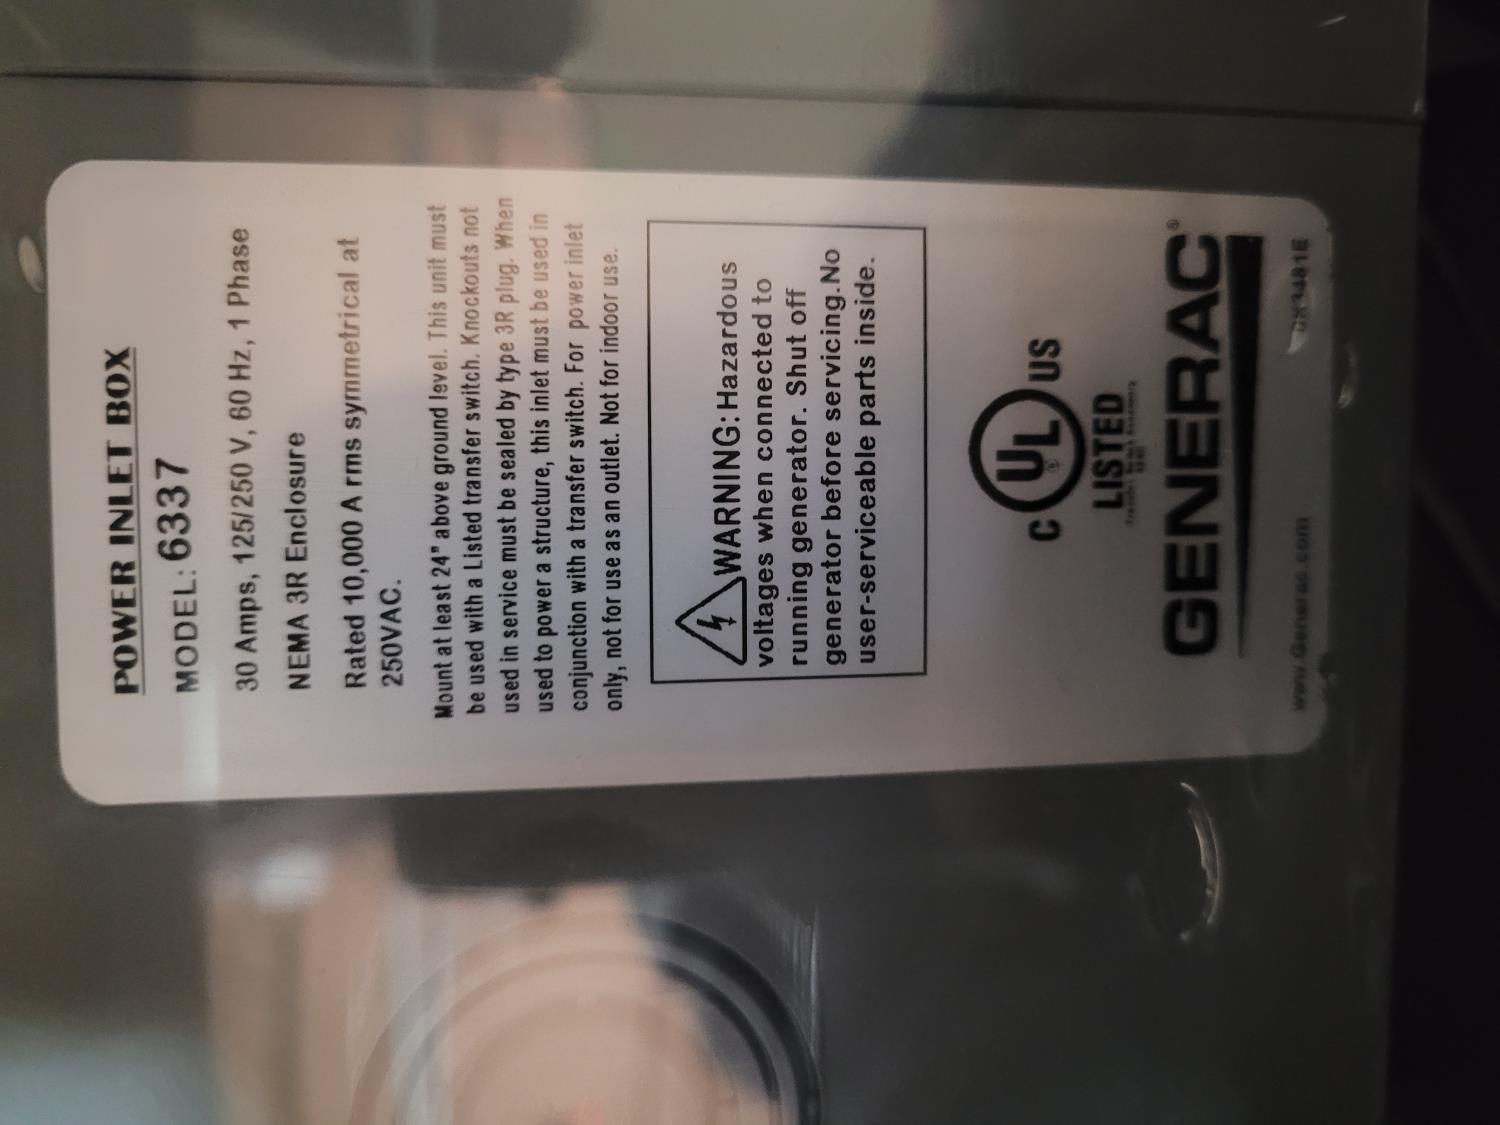 POWER INLET BOX
MODEL: 6337
30 Amps, 125/250 V, 60 Hz, 1 Phase
NEMA 3R Enclosure
Rated 10,000 A rms symmetrical at
250VAC.
Mount at least 24" above ground level. This unit must
be used with a Listed transfer switch. Knockouts not
used in service must be sealed by type 3R plug. When
used to power a structure, this inlet must be used in
conjunction with a transfer switch. For power inlet
only, not for use as an outlet. Not for indoor use.
WARNING: Hazardous
voltages when connected to
running generator. Shut off
generator before servicing.No
user-serviceable parts inside.
C UL ® US
LISTED
GENERAC®
www.Generac.com